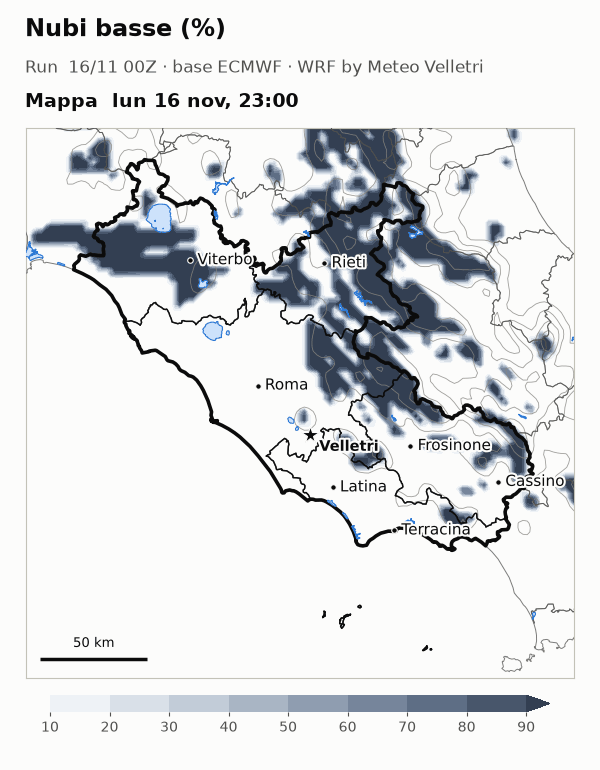 Nubi basse (%)
Run  16/11 00Z · base ECMWF · WRF by Meteo Velletri
Mappa  lun 16 nov, 23:00
Viterbo
Rieti
Roma
Velletri
Frosinone
Latina
Cassino
Terracina
50 km
10 20 30 40 50 60 70 80 90